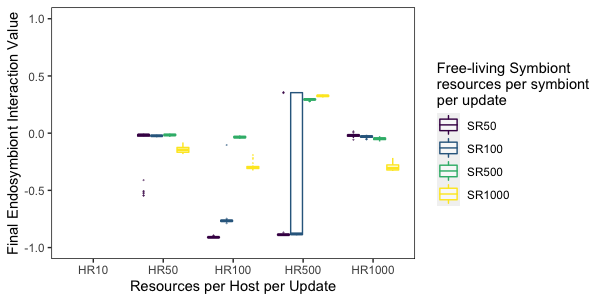 Final Endosymbiont Interaction Value
1.0
0.5
0.0
-0.5
-1.0
HR10 HR50 HR100 HR500 HR1000
Resources per Host per Update
Free-living Symbiont
resources per symbiont
per update
SR50
SR100
SR500
SR1000